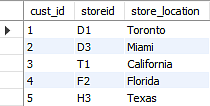 cust_id storeid store_location
1 D1 Toronto
2 D3 Miami
3 T1 California
4 F2 Florida
5 H3 Texas